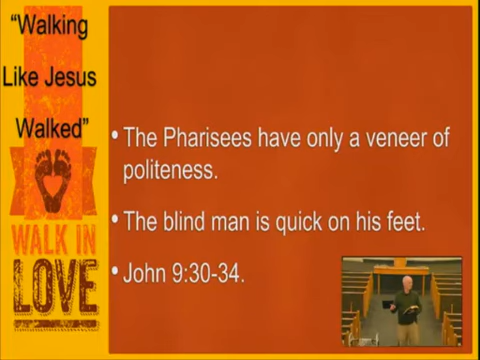 “Walking
Like Jesus
Walked”
WALK IN
LOVE
• The Pharisees have only a veneer of
politeness.
• The blind man is quick on his feet.
• John 9:30-34.